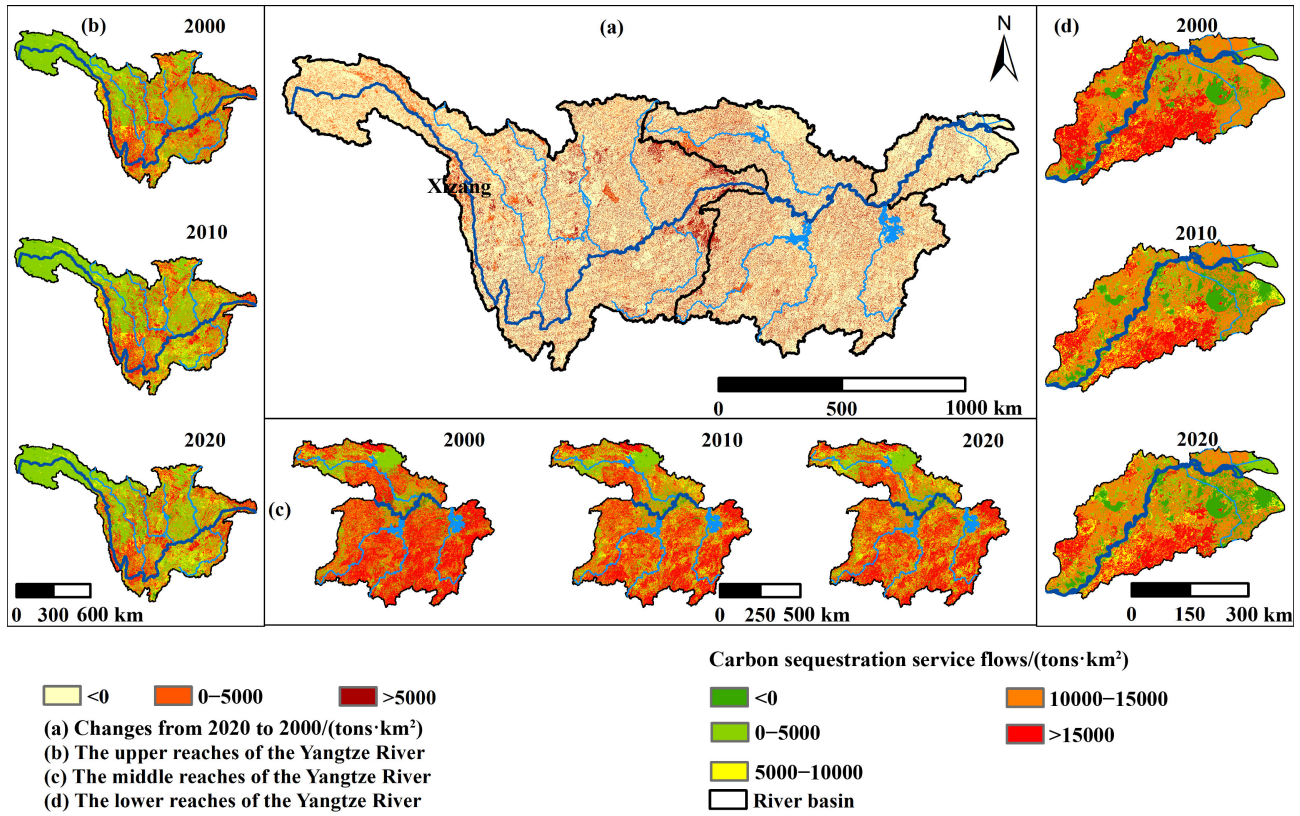 (b)
2000
2010
2020
0 300 600 km
(a)
N
Xizang
0 500 1000 km
(c)
2000
2010
2020
0 250 500 km
(d)
2000
2010
2020
0 150 300 km
<0
0−5000
>5000
(a) Changes from 2020 to 2000/(tons·km²)
(b) The upper reaches of the Yangtze River
(c) The middle reaches of the Yangtze River
(d) The lower reaches of the Yangtze River
Carbon sequestration service flows/(tons·km²)
<0
0−5000
5000−10000
10000−15000
>15000
River basin